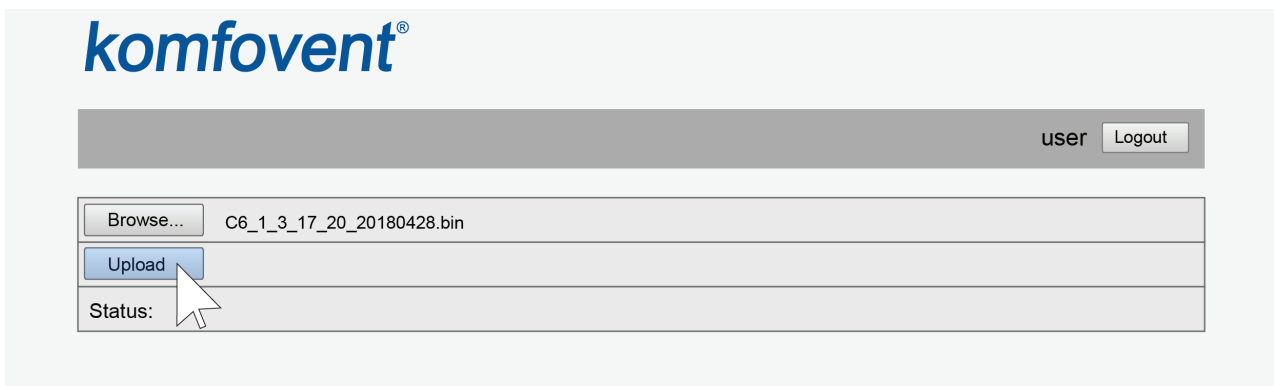 komfovent®
user Logout
Browse... C6_1_3_17_20_20180428.bin
Upload
Status: